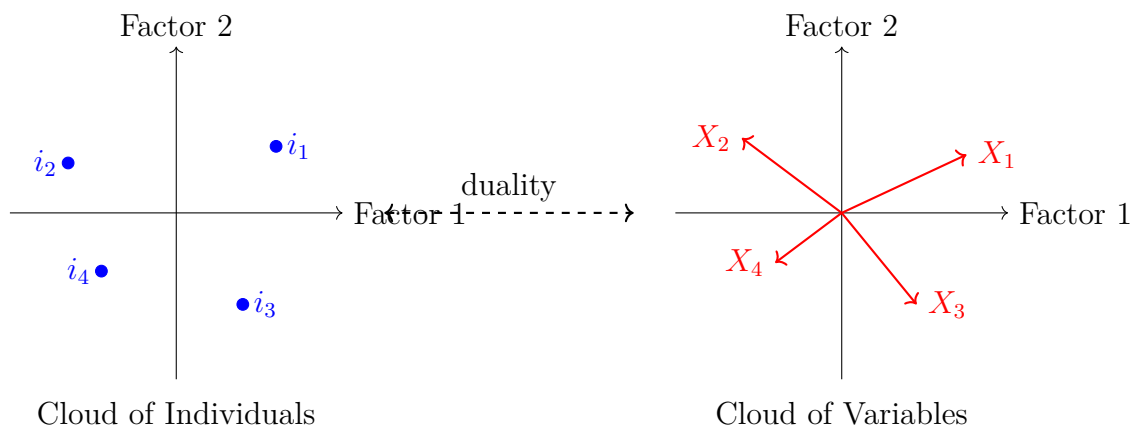 Factor 2
Factor 2
i₁
i₂
X₂
X₁
duality
Factor 1
Factor 1
i₄
X₄
i₃
X₃
Cloud of Individuals
Cloud of Variables